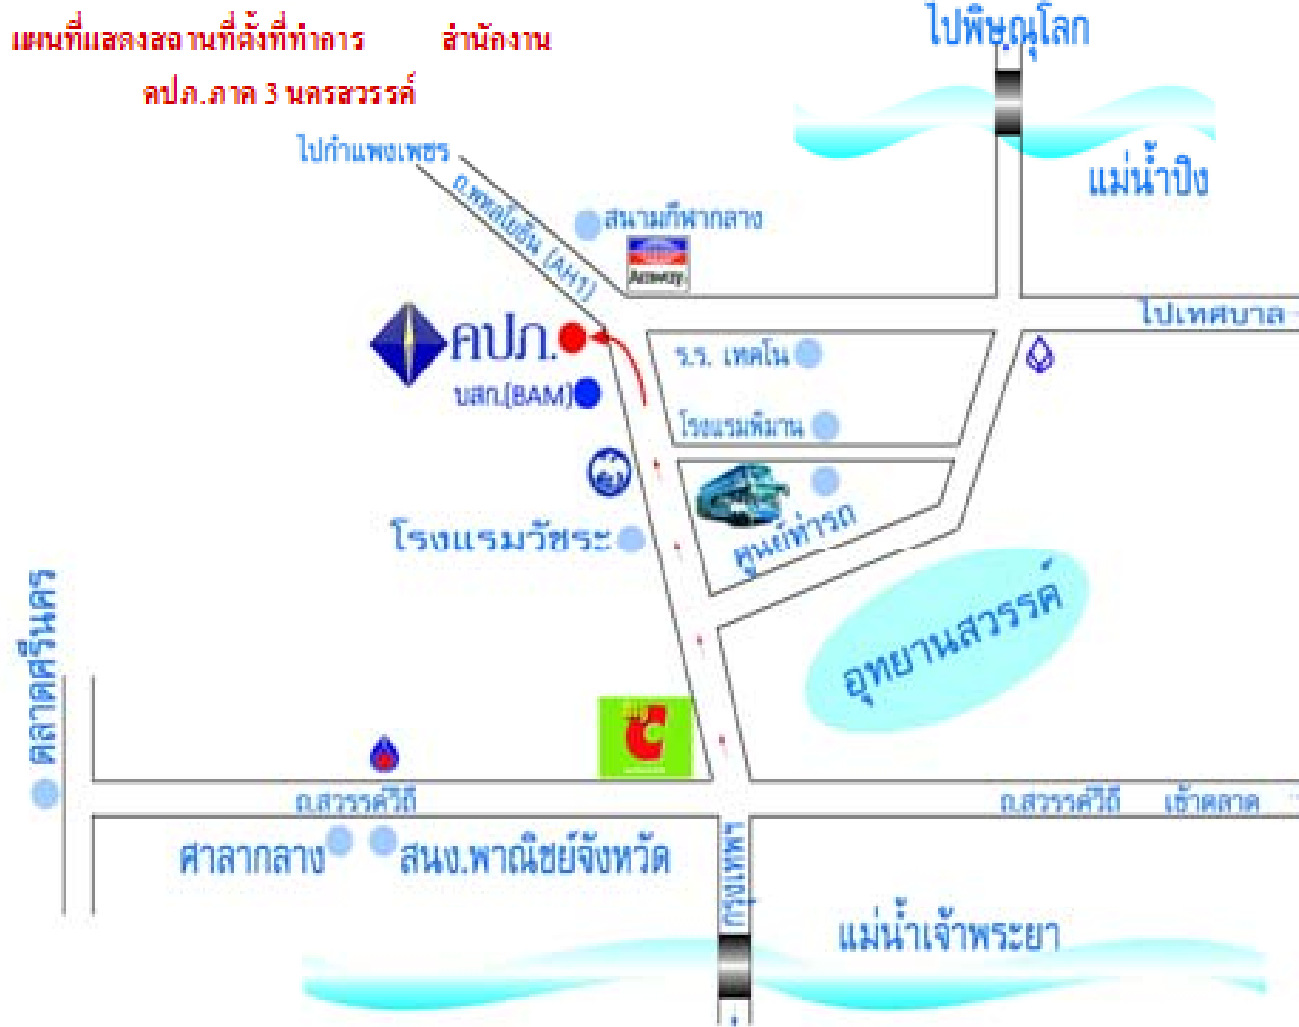 แผนที่แสดงสถานที่ตั้งที่ทำการ สำนักงาน
คปภ.ภาค 3 นครสวรรค์
ไปพิษณุโลก
ไปกำแพงเพชร
แม่น้ำปิง
ถ.พหลโยธิน (AH1)
สนามกีฬากลาง
Amway
ไปเทศบาล
คปภ.
ร.ร. เทคโน
บสก.(BAM)
โรงแรมพิมาน
โรงแรมวัชระ
ศูนย์ท่ารถ
อุทยานสวรรค์
ตลาดศรีนคร
ถ.สวรรค์วิถี
ถ.สวรรค์วิถี เข้าตลาด
ศาลากลาง
สนง.พาณิชย์จังหวัด
กรุงเทพฯ
แม่น้ำเจ้าพระยา